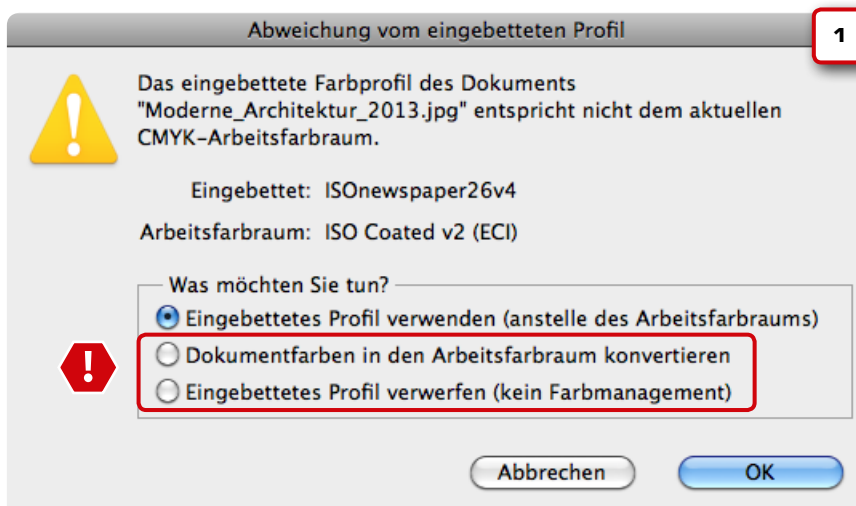 Abweichung vom eingebetteten Profil
1
Das eingebettete Farbprofil des Dokuments
"Moderne_Architektur_2013.jpg" entspricht nicht dem aktuellen
CMYK-Arbeitsfarbraum.
Eingebettet: ISOnewspaper26v4
Arbeitsfarbraum: ISO Coated v2 (ECI)
Was möchten Sie tun?
Eingebettetes Profil verwenden (anstelle des Arbeitsfarbraums)
Dokumentfarben in den Arbeitsfarbraum konvertieren
!
Eingebettetes Profil verwerfen (kein Farbmanagement)
Abbrechen
OK